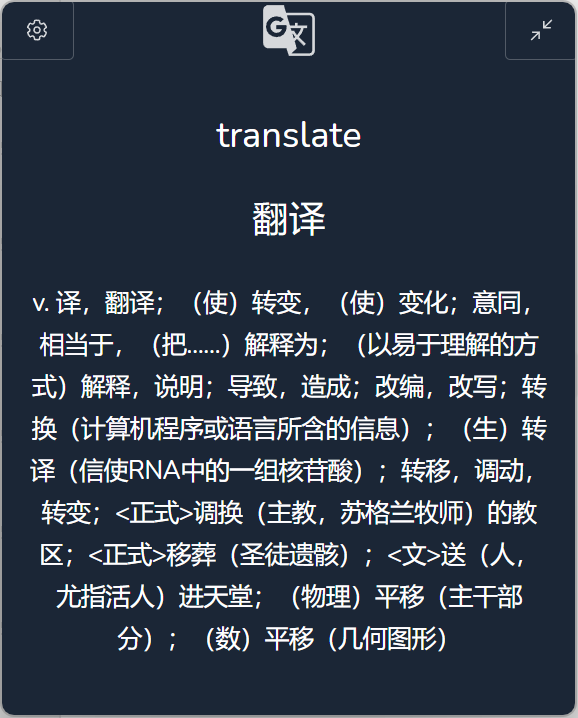 G 文
translate
翻译
v. 译，翻译；（使）转变，（使）变化；意同，
相当于，（把......）解释为；（以易于理解的方
式）解释，说明；导致，造成；改编，改写；转
换（计算机程序或语言所含的信息）；（生）转
译（信使RNA中的一组核苷酸）；转移，调动，
转变；<正式>调换（主教，苏格兰牧师）的教
区；<正式>移葬（圣徒遗骸）；<文>送（人，
尤指活人）进天堂；（物理）平移（主干部
分）；（数）平移（几何图形）